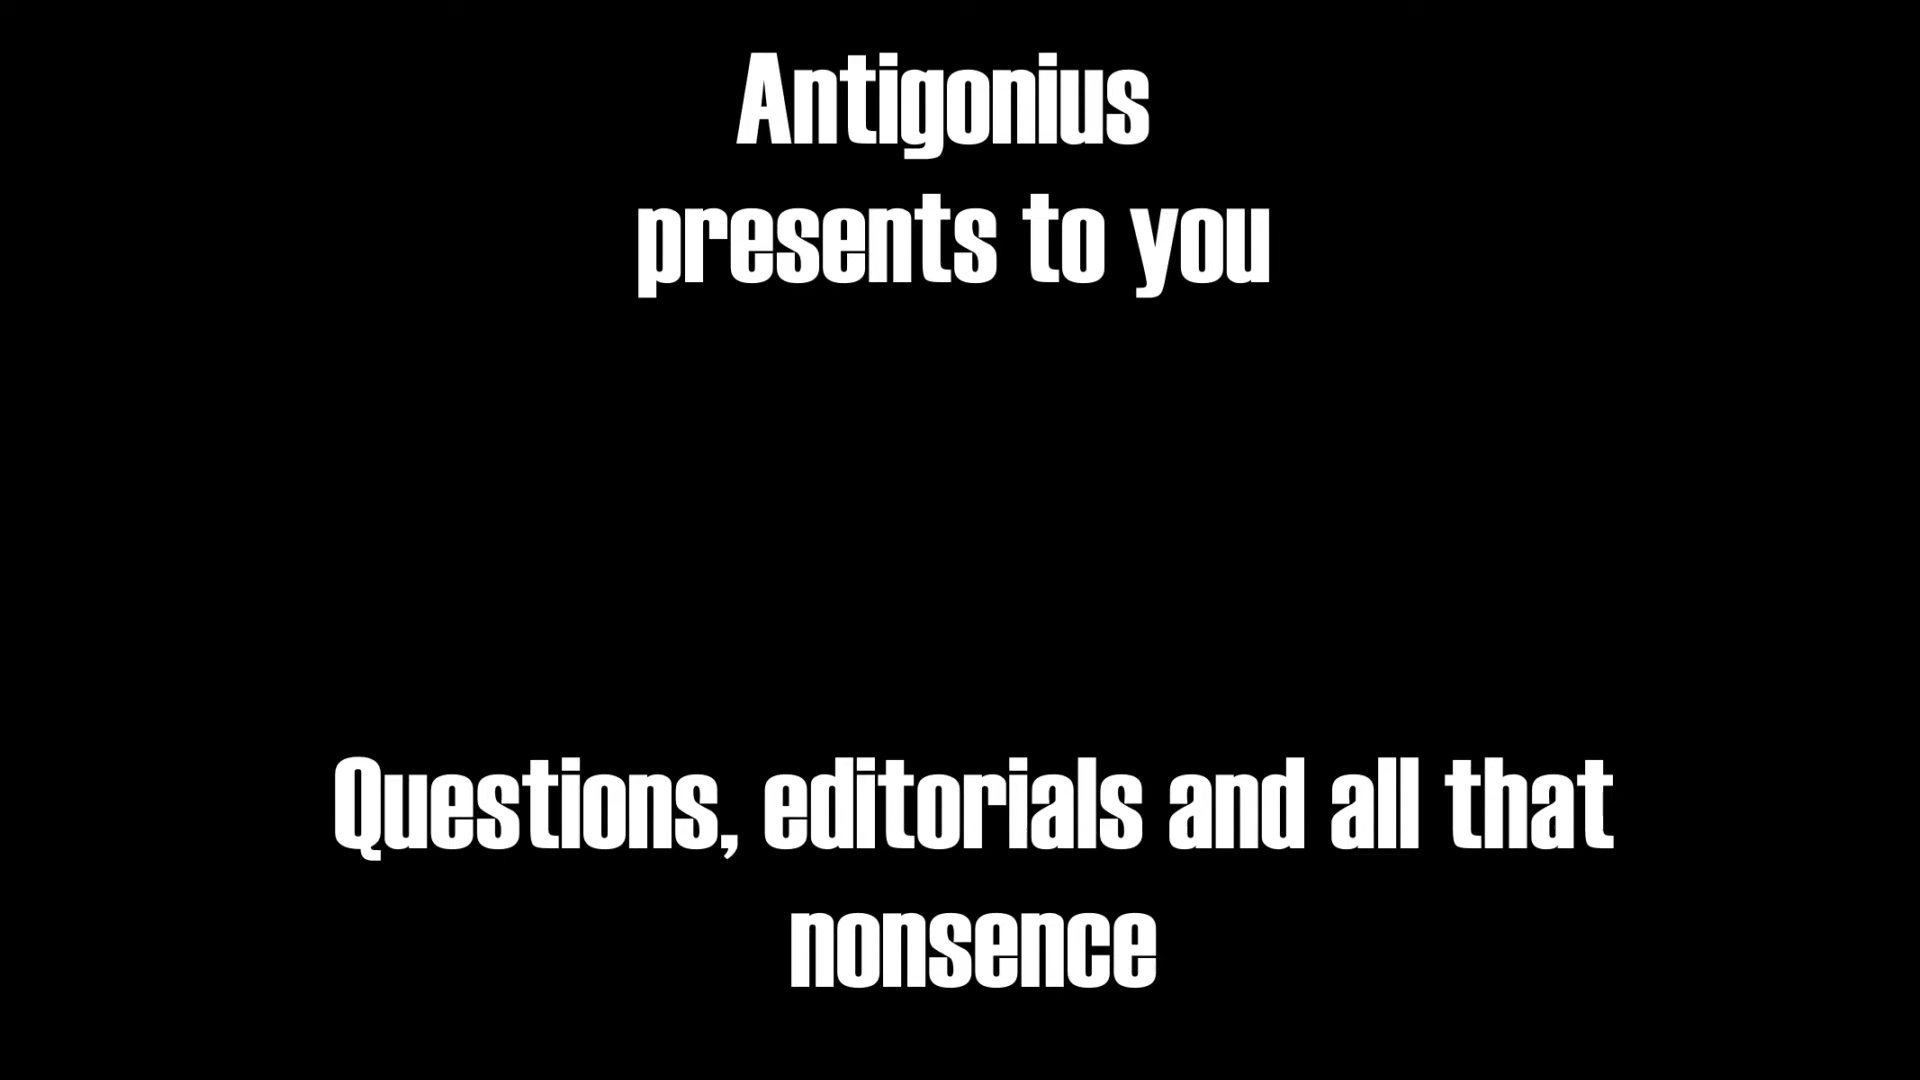 Antigonius
presents to you
Questions, editorials and all that
nonsence